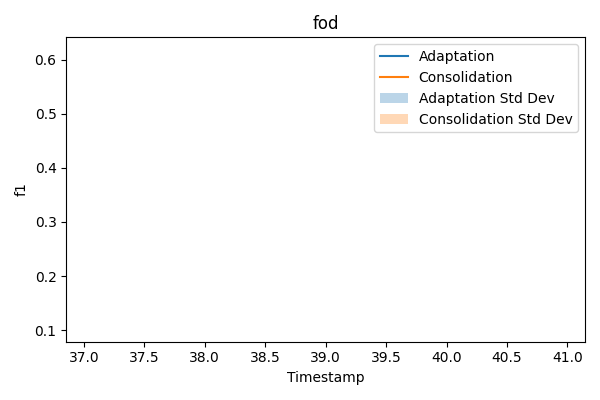 fod
Adaptation
Consolidation
Adaptation Std Dev
Consolidation Std Dev
f1
0.6
0.5
0.4
0.3
0.2
0.1
37.0 37.5 38.0 38.5 39.0 39.5 40.0 40.5 41.0
Timestamp